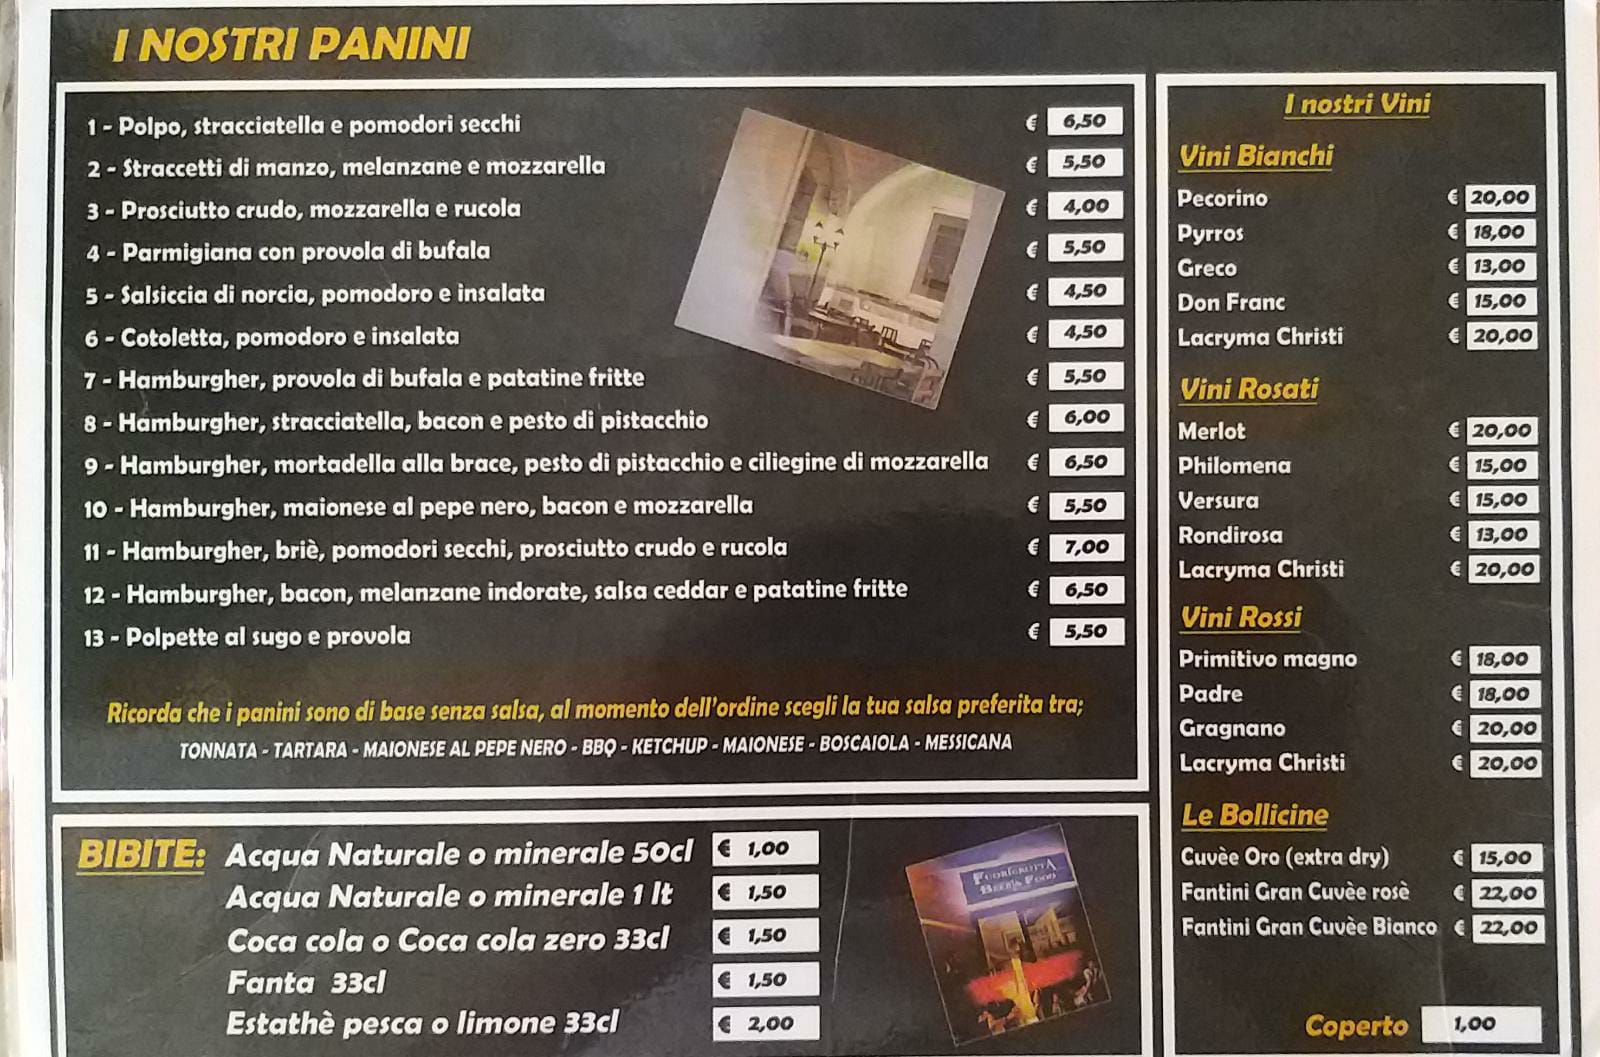 I NOSTRI PANINI
1 - Polpo, stracciatella e pomodori secchi € 6,50
2 - Straccetti di manzo, melanzane e mozzarella € 5,50
3 - Prosciutto crudo, mozzarella e rucola € 4,00
4 - Parmigiana con provola di bufala € 5,50
5 - Salsiccia di norcia, pomodoro e insalata € 4,50
6 - Cotoletta, pomodoro e insalata € 4,50
7 - Hamburgher, provola di bufala e patatine fritte € 5,50
8 - Hamburgher, stracciatella, bacon e pesto di pistacchio € 6,00
9 - Hamburgher, mortadella alla brace, pesto di pistacchio e ciliegine di mozzarella € 6,50
10 - Hamburgher, maionese al pepe nero, bacon e mozzarella € 5,50
11 - Hamburgher, briè, pomodori secchi, prosciutto crudo e rucola € 7,00
12 - Hamburgher, bacon, melanzane indorate, salsa ceddar e patatine fritte € 6,50
13 - Polpette al sugo e provola € 5,50
Ricorda che i panini sono di base senza salsa, al momento dell'ordine scegli la tua salsa preferita tra;
TONNATA - TARTARA - MAIONESE AL PEPE NERO - BBQ - KETCHUP - MAIONESE - BOSCAIOLA - MESSICANA
BIBITE: Acqua Naturale o minerale 50cl € 1,00
Acqua Naturale o minerale 1 lt € 1,50
Coca cola o Coca cola zero 33cl € 1,50
Fanta 33cl € 1,50
Estathè pesca o limone 33cl € 2,00
FUORIGROTTA
BEER'S FOOD
I nostri Vini
Vini Bianchi
Pecorino € 20,00
Pyrros € 18,00
Greco € 13,00
Don Franc € 15,00
Lacryma Christi € 20,00
Vini Rosati
Merlot € 20,00
Philomena € 15,00
Versura € 15,00
Rondirosa € 13,00
Lacryma Christi € 20,00
Vini Rossi
Primitivo magno € 18,00
Padre € 18,00
Gragnano € 20,00
Lacryma Christi € 20,00
Le Bollicine
Cuvèe Oro (extra dry) € 15,00
Fantini Gran Cuvèe rosè € 22,00
Fantini Gran Cuvèe Bianco € 22,00
Coperto 1,00